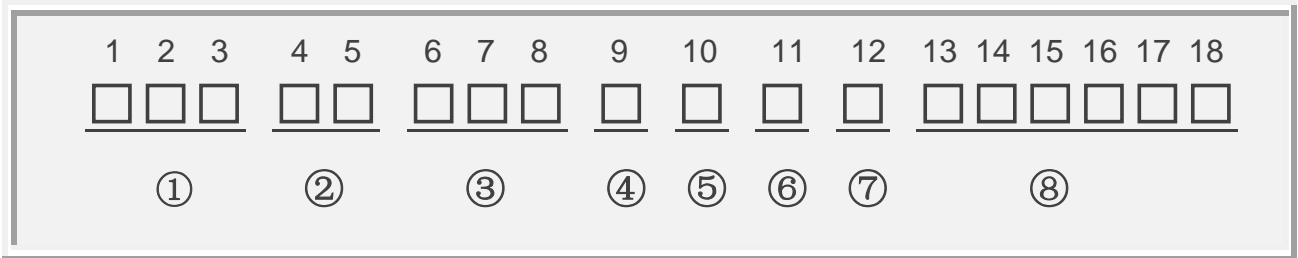 1 2 3 4 5 6 7 8 9 10 11 12 13 14 15 16 17 18
□□□ □□ □□□ □ □ □ □ □□□□□□
① ② ③ ④ ⑤ ⑥ ⑦ ⑧